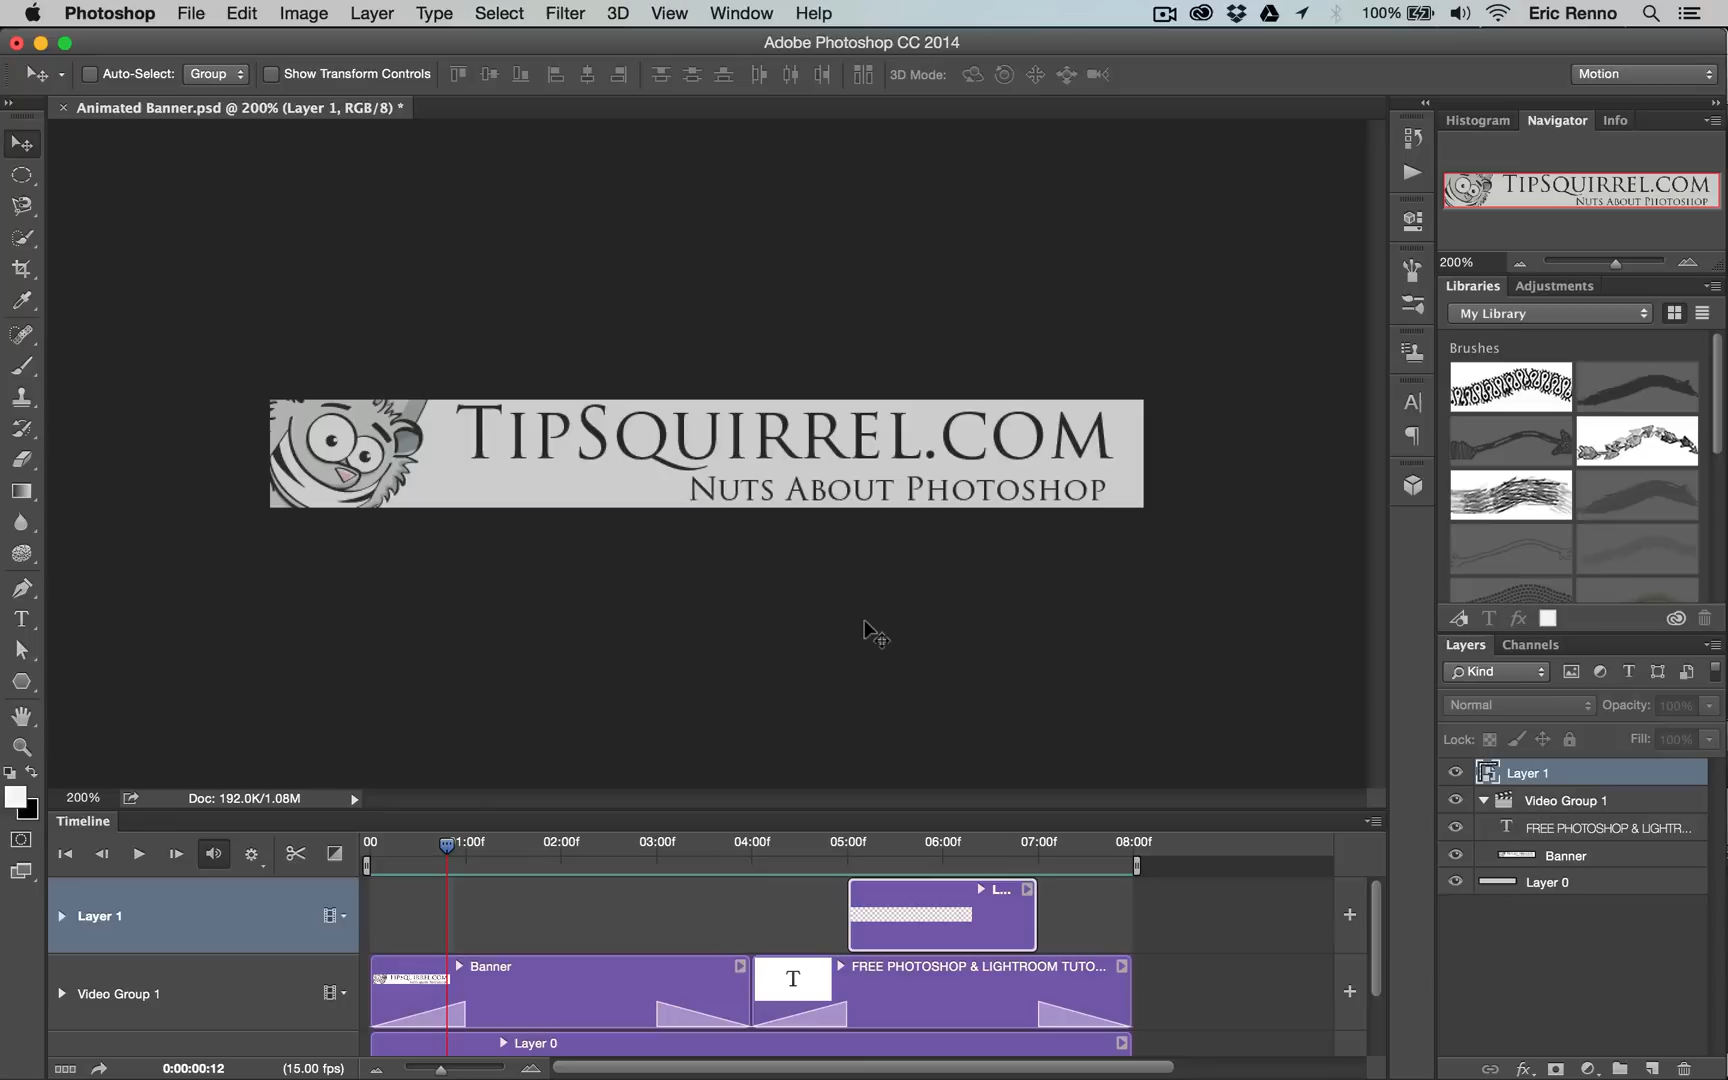 Photoshop File Edit Image Layer Type Select Filter 3D View Window Help 100% Eric Renno
Adobe Photoshop CC 2014
Auto-Select: Group Show Transform Controls 3D Mode: Motion
Animated Banner.psd @ 200% (Layer 1, RGB/8) *
Histogram Navigator Info
TipSquirrel.com
Nuts About Photoshop
200%
Libraries Adjustments
My Library
Brushes
TipSquirrel.com
Nuts About Photoshop
Layers Channels
Kind
Normal Opacity: 100%
Lock: Fill: 100%
Layer 1
Video Group 1
FREE PHOTOSHOP & LIGHTR...
Banner
Layer 0
200% Doc: 192.0K/1.08M
Timeline
00 1:00f 02:00f 03:00f 04:00f 05:00f 06:00f 07:00f 08:00f
Layer 1 L...
Video Group 1 TipSquirrel.com Banner T FREE PHOTOSHOP & LIGHTROOM TUTO...
Layer 0
0:00:00:12 (15.00 fps)